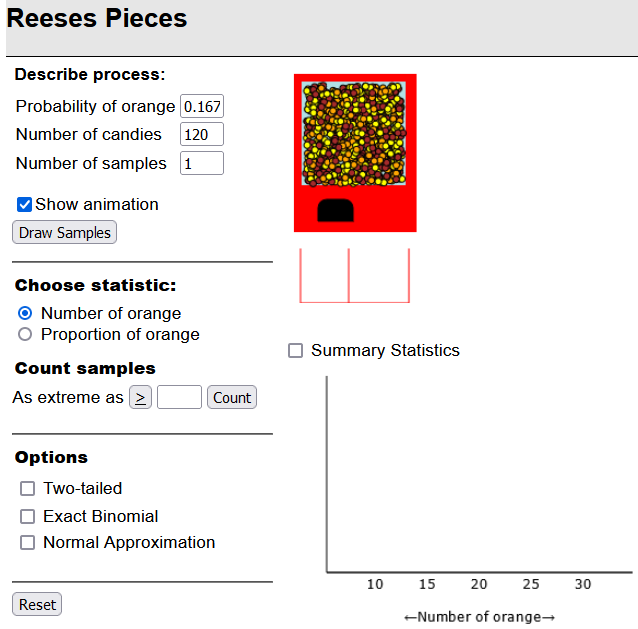 Reeses Pieces
Describe process:
Probability of orange 0.167
Number of candies 120
Number of samples 1
Show animation
Draw Samples
Choose statistic:
Number of orange
Proportion of orange
Count samples
As extreme as ≥ Count
Options
Two-tailed
Exact Binomial
Normal Approximation
Reset
Summary Statistics
10 15 20 25 30
←Number of orange→